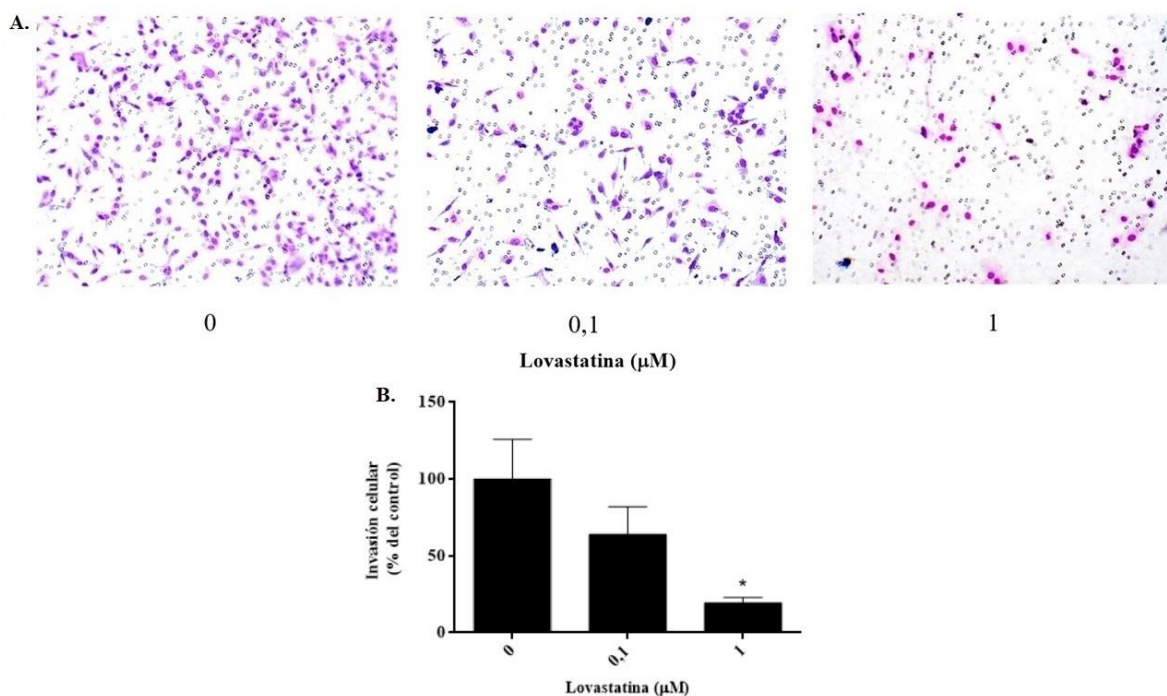 A.
0
0,1
1
Lovastatina (µM)
B.
Invasión celular
(% del control)
150
100
50
0
*
0
0,1
1
Lovastatina (µM)